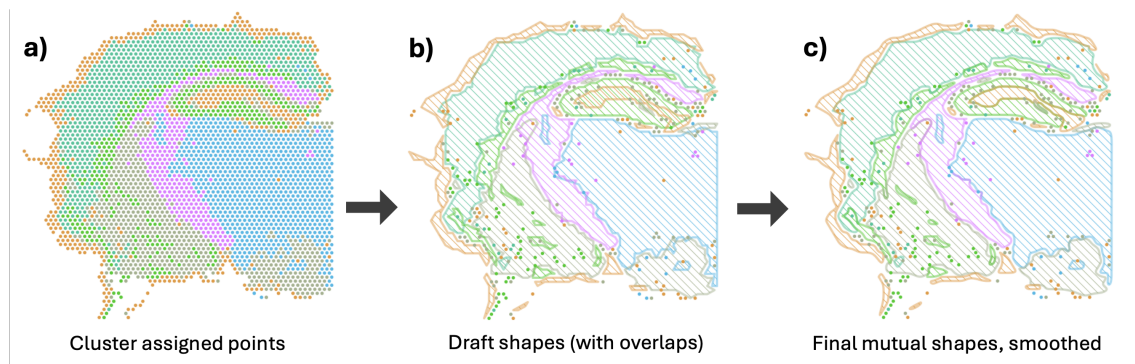 a)
b)
c)
Cluster assigned points
Draft shapes (with overlaps)
Final mutual shapes, smoothed